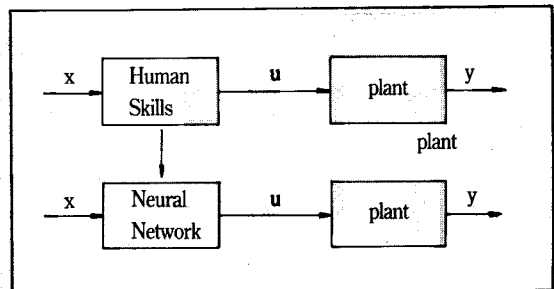 x
Human
Skills
u
plant
y
plant
x
Neural
Network
u
plant
y